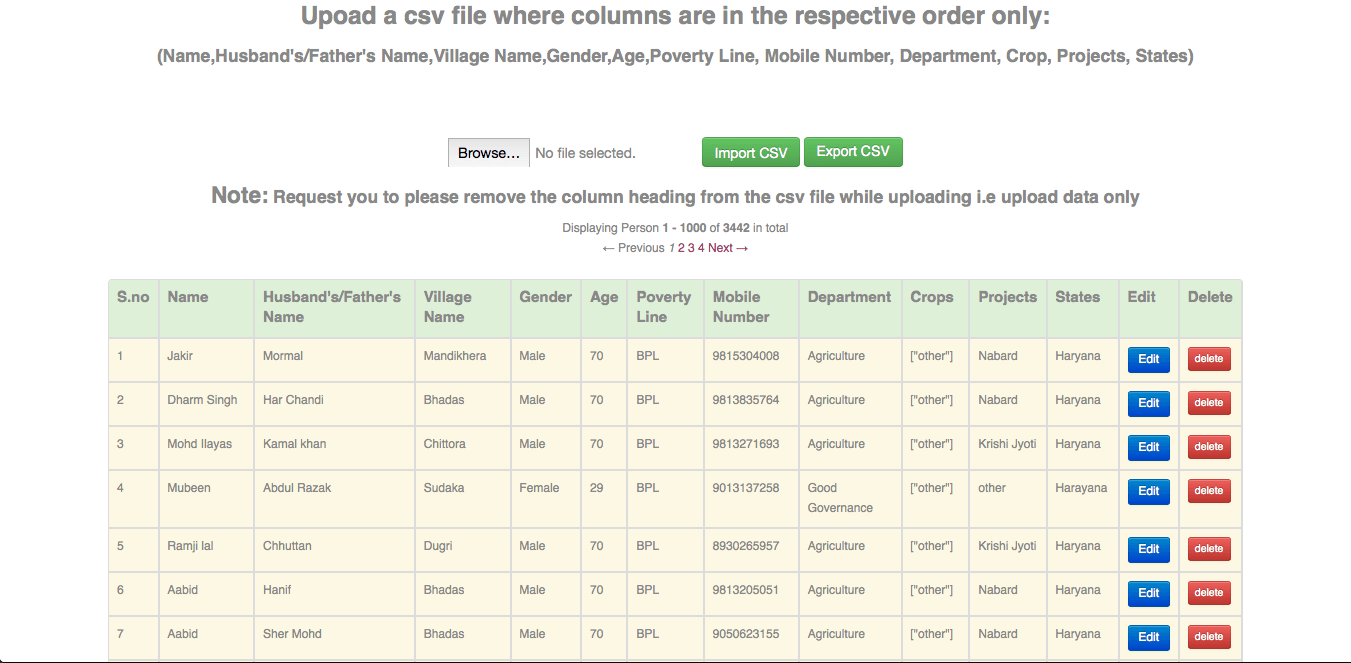 Upoad a csv file where columns are in the respective order only:
(Name,Husband's/Father's Name,Village Name,Gender,Age,Poverty Line, Mobile Number, Department, Crop, Projects, States)
Browse... No file selected. Import CSV Export CSV
Note: Request you to please remove the column heading from the csv file while uploading i.e upload data only
Displaying Person 1 - 1000 of 3442 in total
← Previous 1 2 3 4 Next →
S.no Name Husband's/Father's Name Village Name Gender Age Poverty Line Mobile Number Department Crops Projects States Edit Delete
1 Jakir Mormal Mandikhera Male 70 BPL 9815304008 Agriculture ["other"] Nabard Haryana Edit delete
2 Dharm Singh Har Chandi Bhadas Male 70 BPL 9813835764 Agriculture ["other"] Nabard Haryana Edit delete
3 Mohd Ilayas Kamal khan Chittora Male 70 BPL 9813271693 Agriculture ["other"] Krishi Jyoti Haryana Edit delete
4 Mubeen Abdul Razak Sudaka Female 29 BPL 9013137258 Good Governance ["other"] other Harayana Edit delete
5 Ramji lal Chhuttan Dugri Male 70 BPL 8930265957 Agriculture ["other"] Krishi Jyoti Haryana Edit delete
6 Aabid Hanif Bhadas Male 70 BPL 9813205051 Agriculture ["other"] Nabard Haryana Edit delete
7 Aabid Sher Mohd Bhadas Male 70 BPL 9050623155 Agriculture ["other"] Nabard Haryana Edit delete